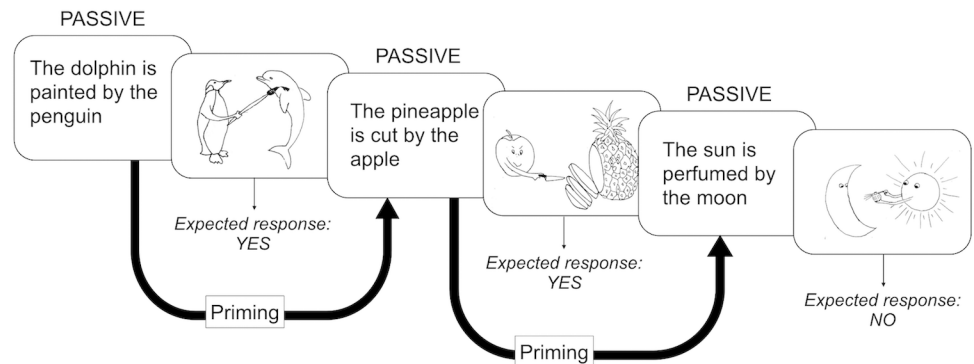 PASSIVE
The dolphin is
painted by the
penguin
Expected response:
YES
PASSIVE
The pineapple
is cut by the
apple
Expected response:
YES
PASSIVE
The sun is
perfumed by
the moon
Expected response:
NO
Priming
Priming